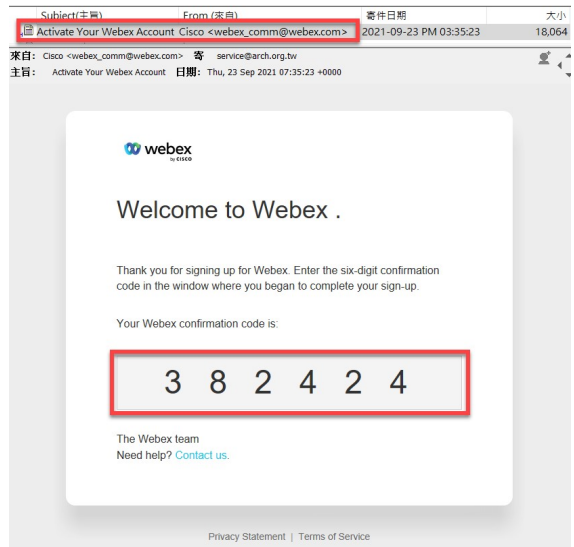 Subject(主旨) From (來自) 寄件日期 大小
Activate Your Webex Account Cisco <webex_comm@webex.com> 2021-09-23 PM 03:35:23 18,064
來自: Cisco <webex_comm@webex.com> 寄 service@arch.org.tw
主旨: Activate Your Webex Account 日期: Thu, 23 Sep 2021 07:35:23 +0000
webex
by CISCO
Welcome to Webex .
Thank you for signing up for Webex. Enter the six-digit confirmation
code in the window where you began to complete your sign-up.
Your Webex confirmation code is:
3 8 2 4 2 4
The Webex team
Need help? Contact us.
Privacy Statement | Terms of Service